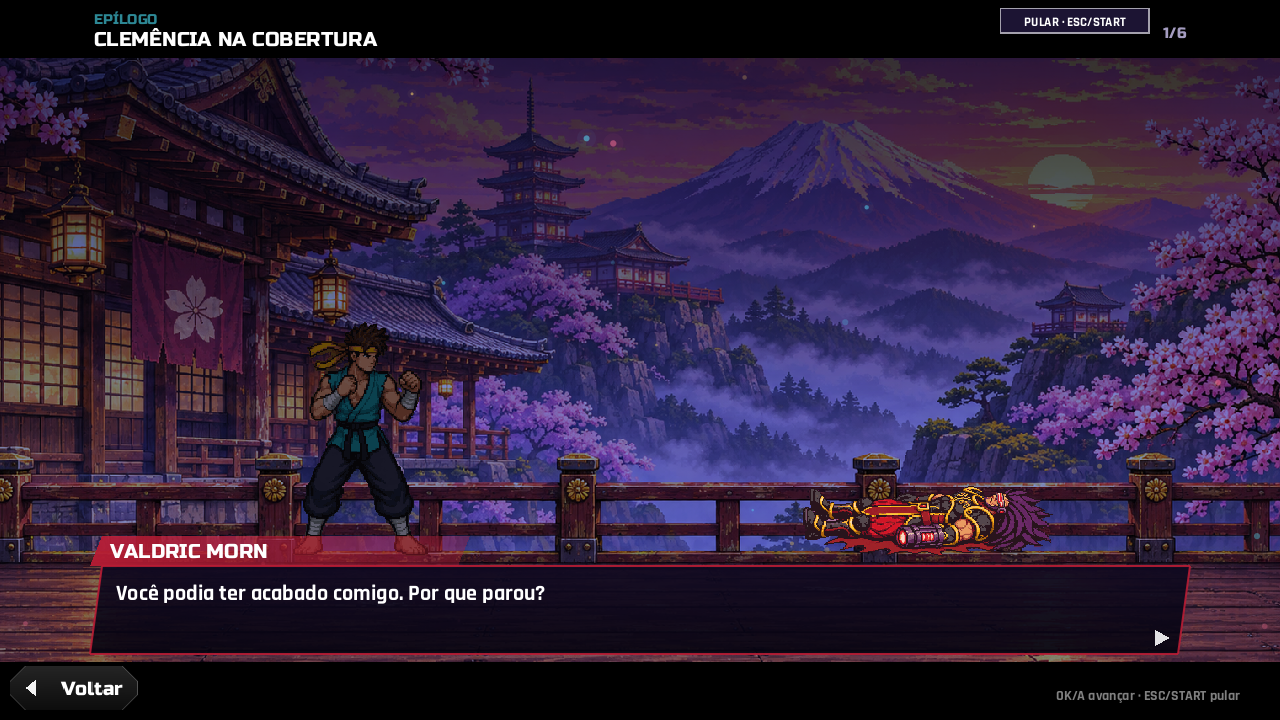 EPÍLOGO
CLEMÊNCIA NA COBERTURA
PULAR · ESC/START
1/6
VALDRIC MORN
Você podia ter acabado comigo. Por que parou?
Voltar
OK/A avançar · ESC/START pular